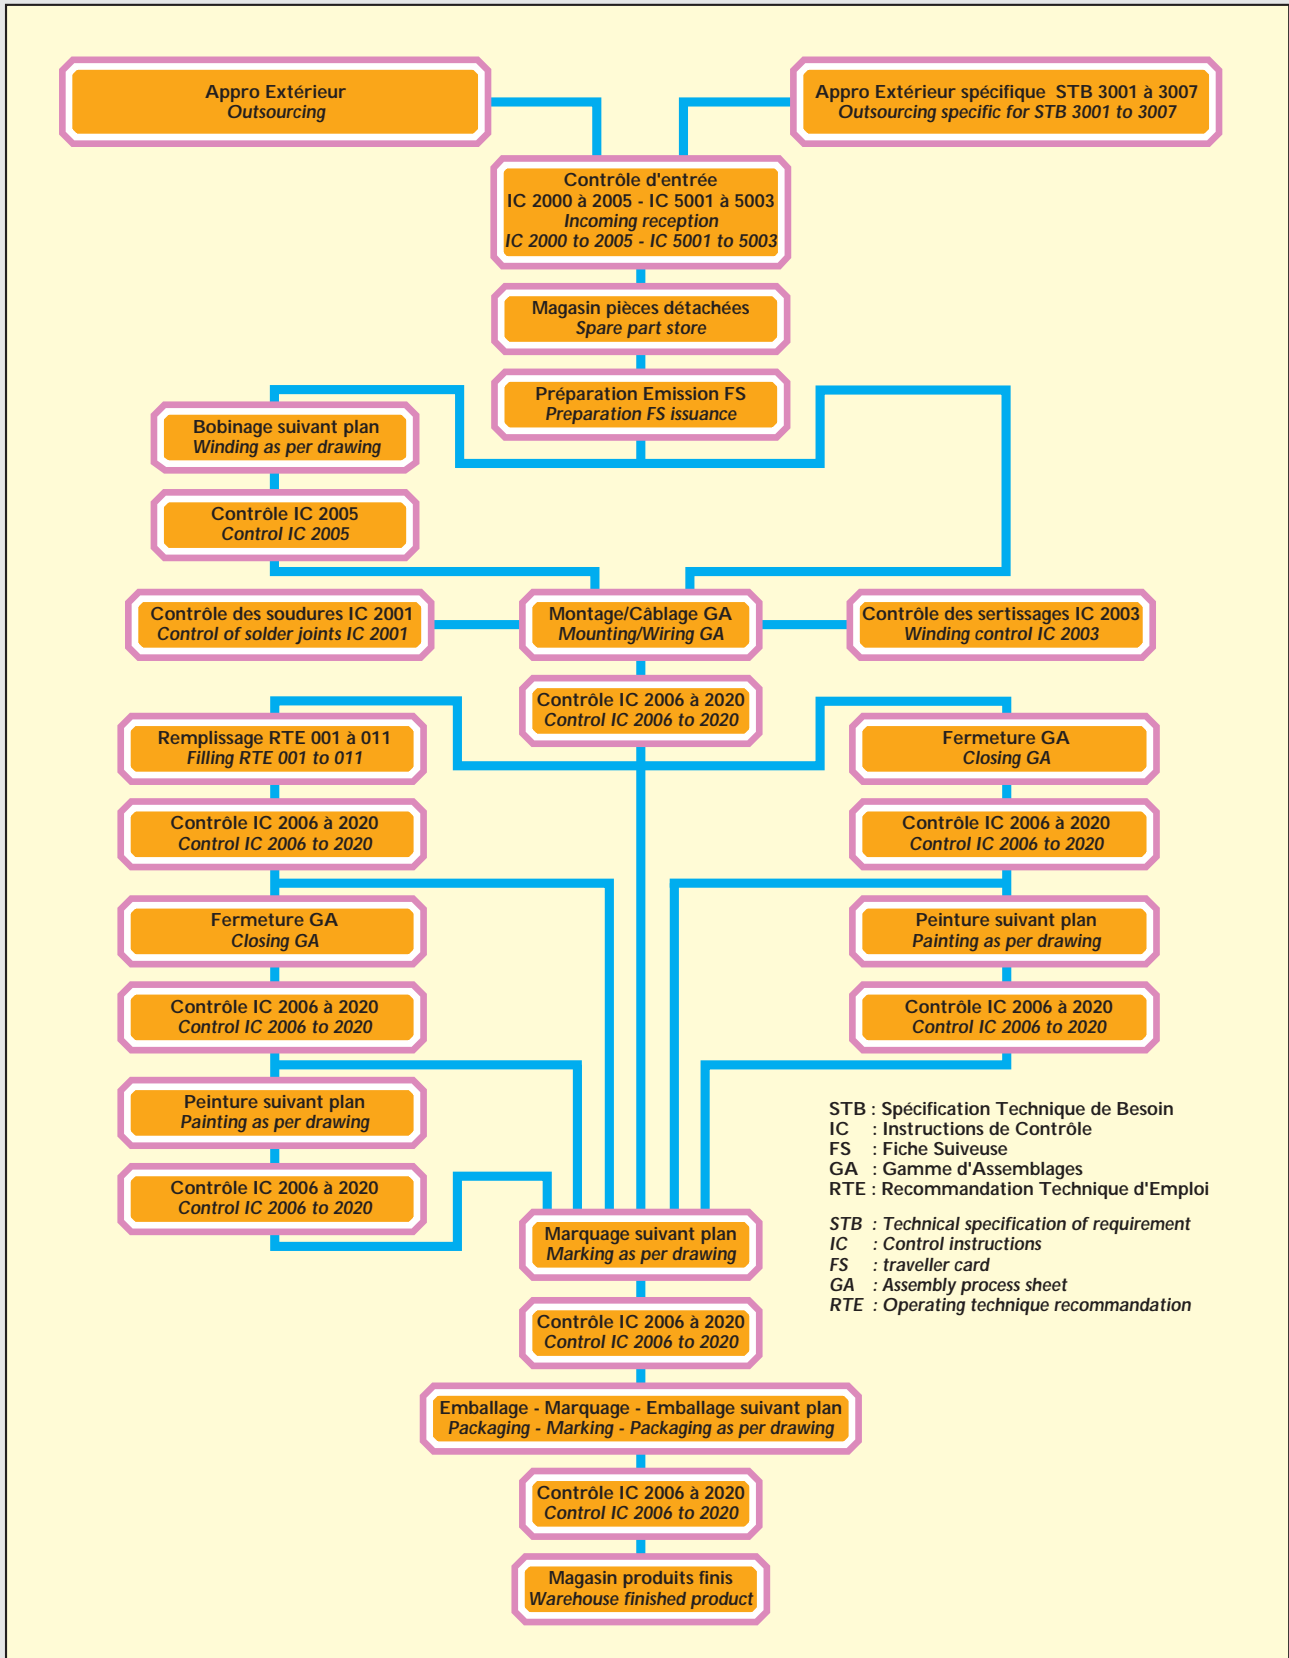 Appro Extérieur
Outsourcing
Appro Extérieur spécifique STB 3001 à 3007
Outsourcing specific for STB 3001 to 3007
Contrôle d'entrée
IC 2000 à 2005 - IC 5001 à 5003
Incoming reception
IC 2000 to 2005 - IC 5001 to 5003
Magasin pièces détachées
Spare part store
Préparation Emission FS
Preparation FS issuance
Bobinage suivant plan
Winding as per drawing
Contrôle IC 2005
Control IC 2005
Contrôle des soudures IC 2001
Control of solder joints IC 2001
Montage/Câblage GA
Mounting/Wiring GA
Contrôle des sertissages IC 2003
Winding control IC 2003
Contrôle IC 2006 à 2020
Control IC 2006 to 2020
Remplissage RTE 001 à 011
Filling RTE 001 to 011
Fermeture GA
Closing GA
Contrôle IC 2006 à 2020
Control IC 2006 to 2020
Contrôle IC 2006 à 2020
Control IC 2006 to 2020
Fermeture GA
Closing GA
Peinture suivant plan
Painting as per drawing
Contrôle IC 2006 à 2020
Control IC 2006 to 2020
Contrôle IC 2006 à 2020
Control IC 2006 to 2020
Peinture suivant plan
Painting as per drawing
Contrôle IC 2006 à 2020
Control IC 2006 to 2020
STB : Spécification Technique de Besoin
IC : Instructions de Contrôle
FS : Fiche Suiveuse
GA : Gamme d'Assemblages
RTE : Recommandation Technique d'Emploi
STB : Technical specification of requirement
IC : Control instructions
FS : traveller card
GA : Assembly process sheet
RTE : Operating technique recommandation
Marquage suivant plan
Marking as per drawing
Contrôle IC 2006 à 2020
Control IC 2006 to 2020
Emballage - Marquage - Emballage suivant plan
Packaging - Marking - Packaging as per drawing
Contrôle IC 2006 à 2020
Control IC 2006 to 2020
Magasin produits finis
Warehouse finished product